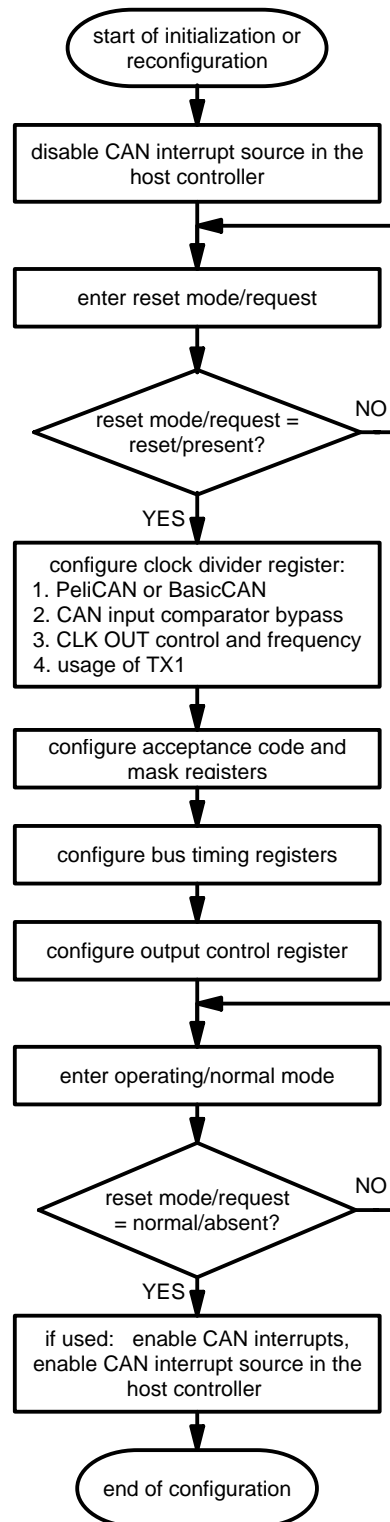 start of initialization or
reconfiguration
disable CAN interrupt source in the
host controller
enter reset mode/request
reset mode/request =
reset/present?
NO
YES
configure clock divider register:
1. PeliCAN or BasicCAN
2. CAN input comparator bypass
3. CLK OUT control and frequency
4. usage of TX1
configure acceptance code and
mask registers
configure bus timing registers
configure output control register
enter operating/normal mode
reset mode/request
= normal/absent?
NO
YES
if used: enable CAN interrupts,
enable CAN interrupt source in the
host controller
end of configuration